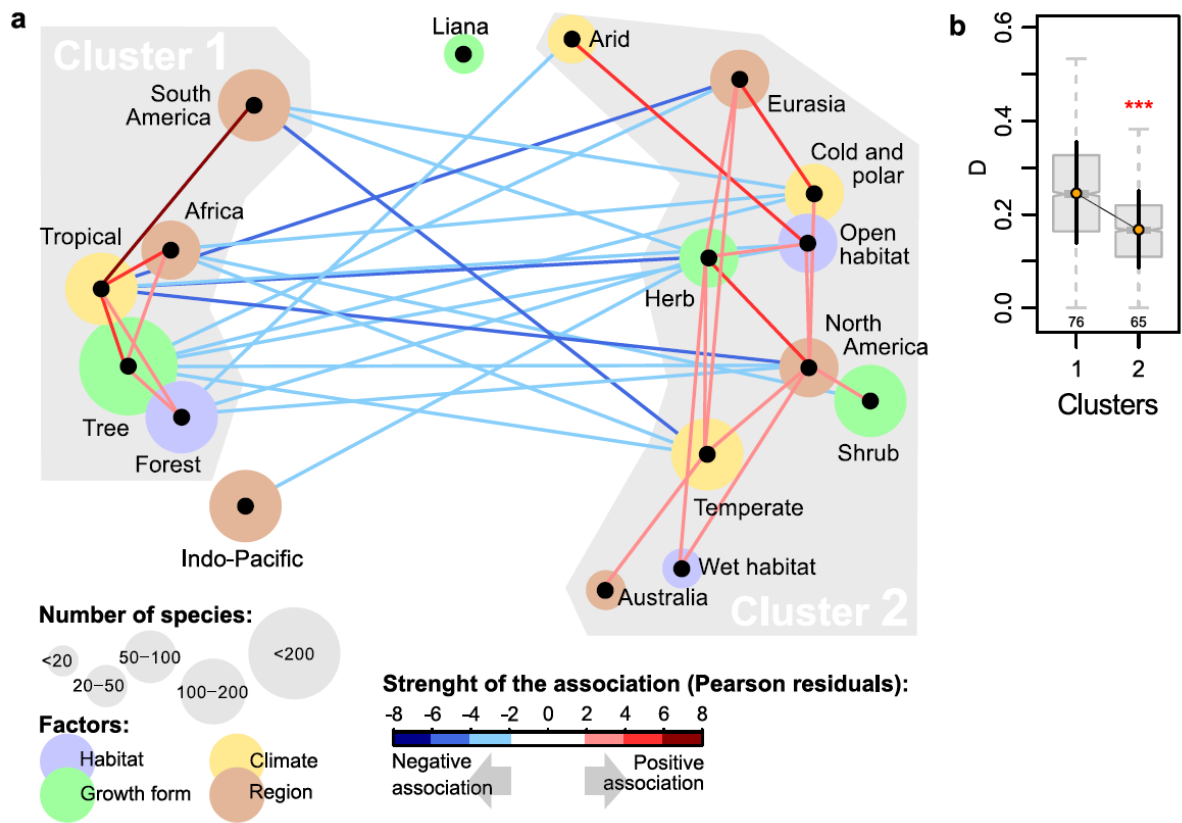 a
Cluster 1
Liana
Arid
South
America
Eurasia
Cold and
polar
Africa
Tropical
Open
habitat
Herb
North
America
Tree
Forest
Shrub
Temperate
Indo-Pacific
Wet habitat
Australia
Cluster 2
Number of species:
<20
20–50
50–100
100–200
<200
Factors:
Habitat
Climate
Growth form
Region
Strenght of the association (Pearson residuals):
-8 -6 -4 -2 0 2 4 6 8
Negative
association
Positive
association
b
D
0.6
0.4
0.2
0.0
***
76 65
1 2
Clusters